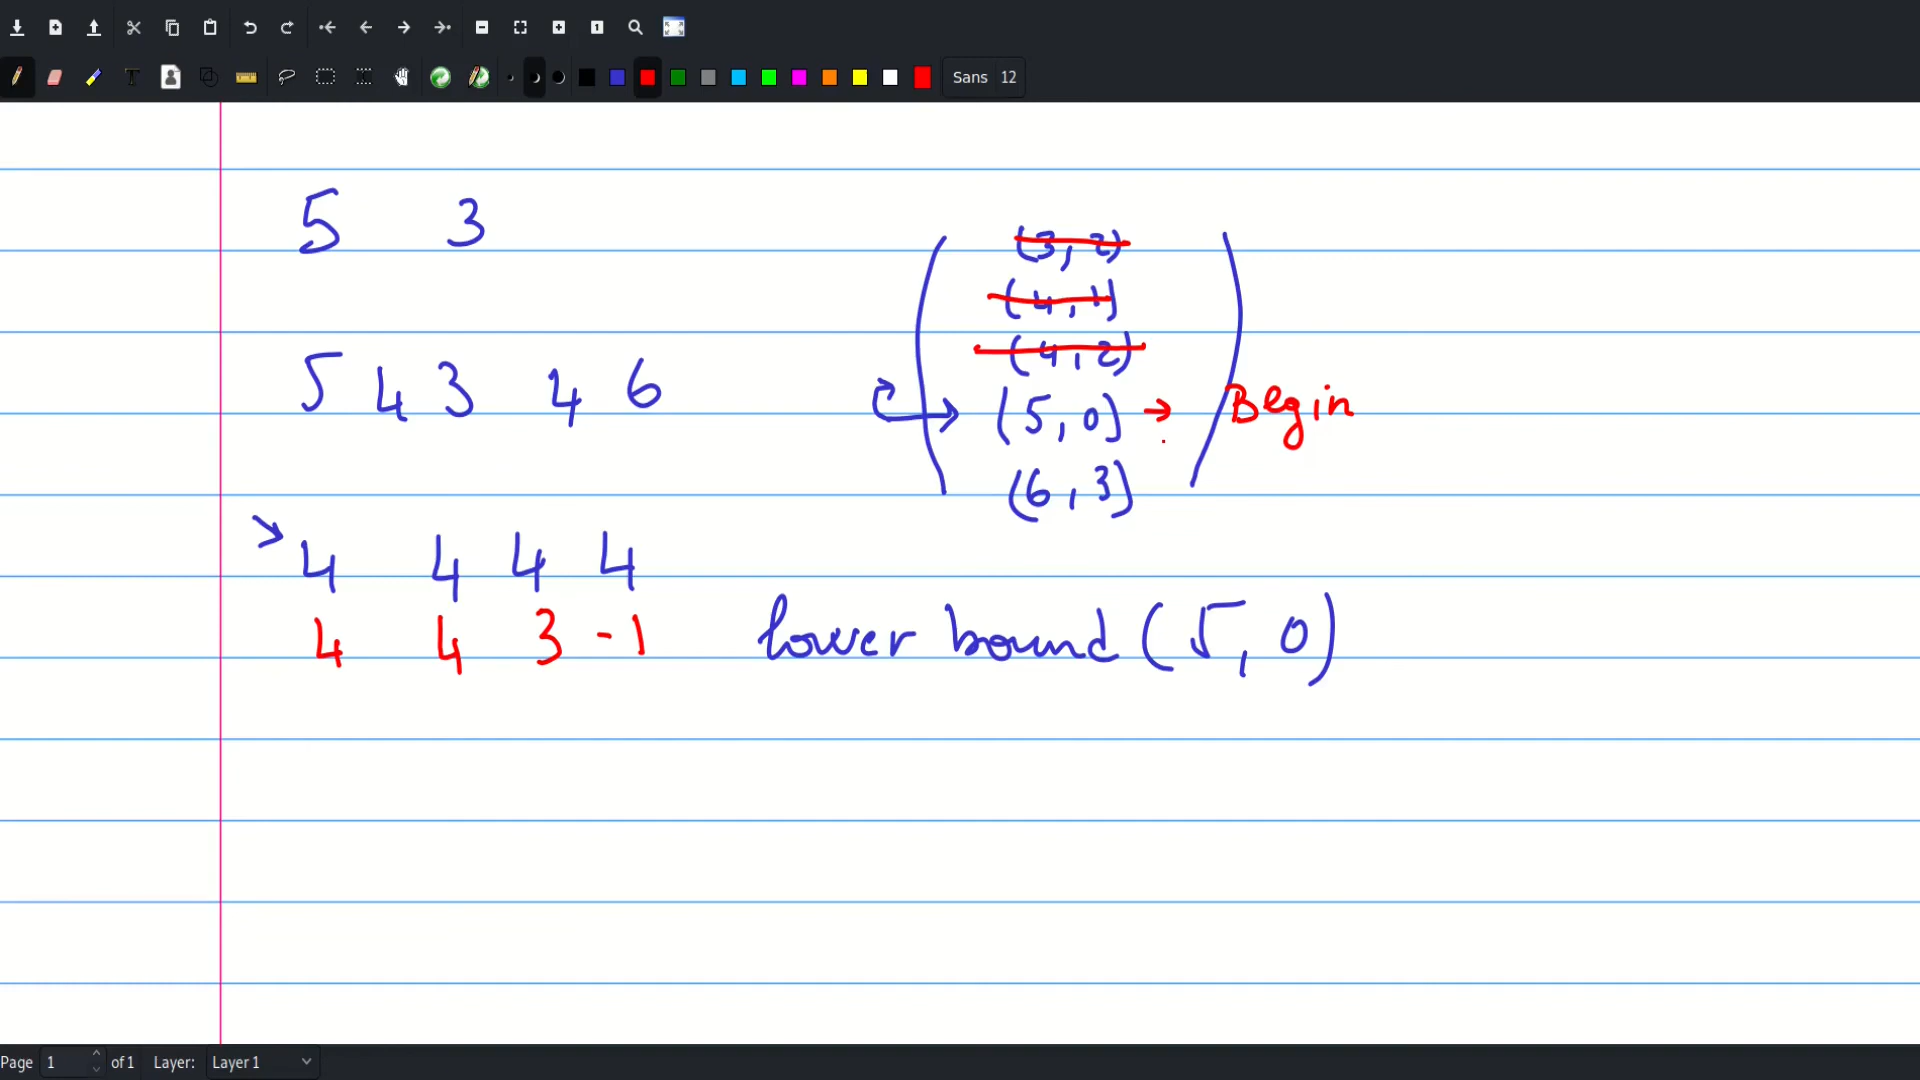 1
T
Sans 12
5 3
(3, 2)
(4, 1)
(4, 2)
5 4 3 4 6
(5, 0) → Begin
(6, 3)
4 4 4 4
4 4 3 -1
lower bound (5, 0)
Page 1 of 1 Layer: Layer 1